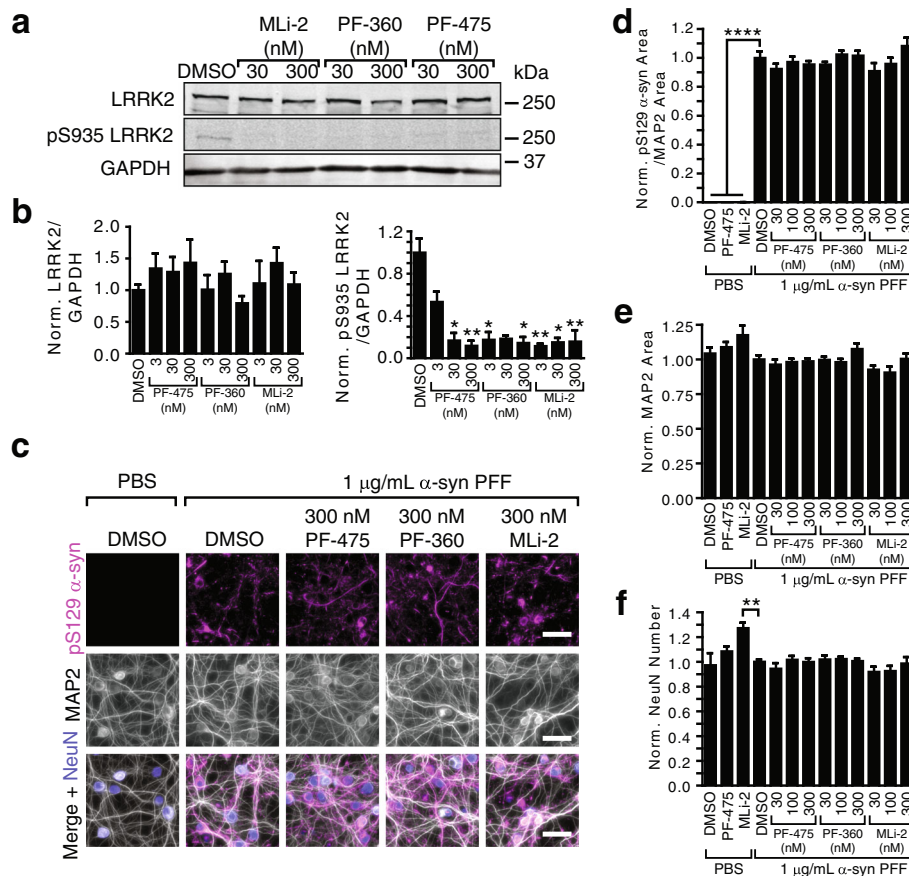 a
MLi-2 (nM) PF-360 (nM) PF-475 (nM)
DMSO 30 300 30 300 30 300 kDa
LRRK2 250
pS935 LRRK2 250
GAPDH 37
b
Norm. LRRK2/ GAPDH
2.0
1.5
1.0
0.5
0.0
DMSO 3 30 300 3 30 300 3 30 300
PF-475 (nM) PF-360 (nM) MLi-2 (nM)
Norm. pS935 LRRK2 /GAPDH
1.2
1.0
0.8
0.6
0.4
0.2
0
* ** * * ** * **
DMSO 3 30 300 3 30 300 3 30 300
PF-475 (nM) PF-360 (nM) MLi-2 (nM)
c
PBS 1 μg/mL α-syn PFF
DMSO DMSO 300 nM PF-475 300 nM PF-360 300 nM MLi-2
pS129 α-syn
MAP2
Merge + NeuN
d
Norm. pS129 α-syn Area /MAP2 Area
1.2
1.0
0.8
0.6
0.4
0.2
0.0
****
DMSO PF-475 MLi-2 DMSO 30 100 300 30 100 300 30 100 300
PF-475 (nM) PF-360 (nM) MLi-2 (nM)
PBS 1 μg/mL α-syn PFF
e
Norm. MAP2 Area
1.25
1.00
0.75
0.50
0.25
0.00
DMSO PF-475 MLi-2 DMSO 30 100 300 30 100 300 30 100 300
PF-475 (nM) PF-360 (nM) MLi-2 (nM)
PBS 1 μg/mL α-syn PFF
f
Norm. NeuN Number
1.4
1.2
1.0
0.8
0.6
0.4
0.2
0.0
**
DMSO PF-475 MLi-2 DMSO 30 100 300 30 100 300 30 100 300
PF-475 (nM) PF-360 (nM) MLi-2 (nM)
PBS 1 μg/mL α-syn PFF